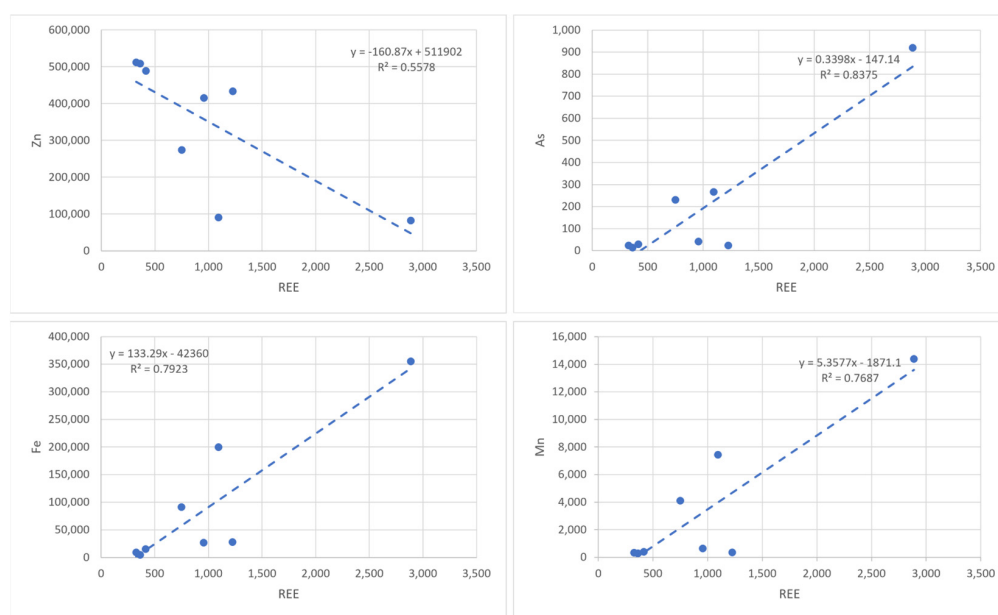 600,000
500,000
400,000
300,000
200,000
100,000
0
Zn
y = -160.87x + 511902
R² = 0.5578
0 500 1,000 1,500 2,000 2,500 3,000 3,500
REE
1,000
900
800
700
600
500
400
300
200
100
0
As
y = 0.3398x - 147.14
R² = 0.8375
0 500 1,000 1,500 2,000 2,500 3,000 3,500
REE
400,000
350,000
300,000
250,000
200,000
150,000
100,000
50,000
0
Fe
y = 133.29x - 42360
R² = 0.7923
0 500 1,000 1,500 2,000 2,500 3,000 3,500
REE
16,000
14,000
12,000
10,000
8,000
6,000
4,000
2,000
0
Mn
y = 5.3577x - 1871.1
R² = 0.7687
0 500 1,000 1,500 2,000 2,500 3,000 3,500
REE